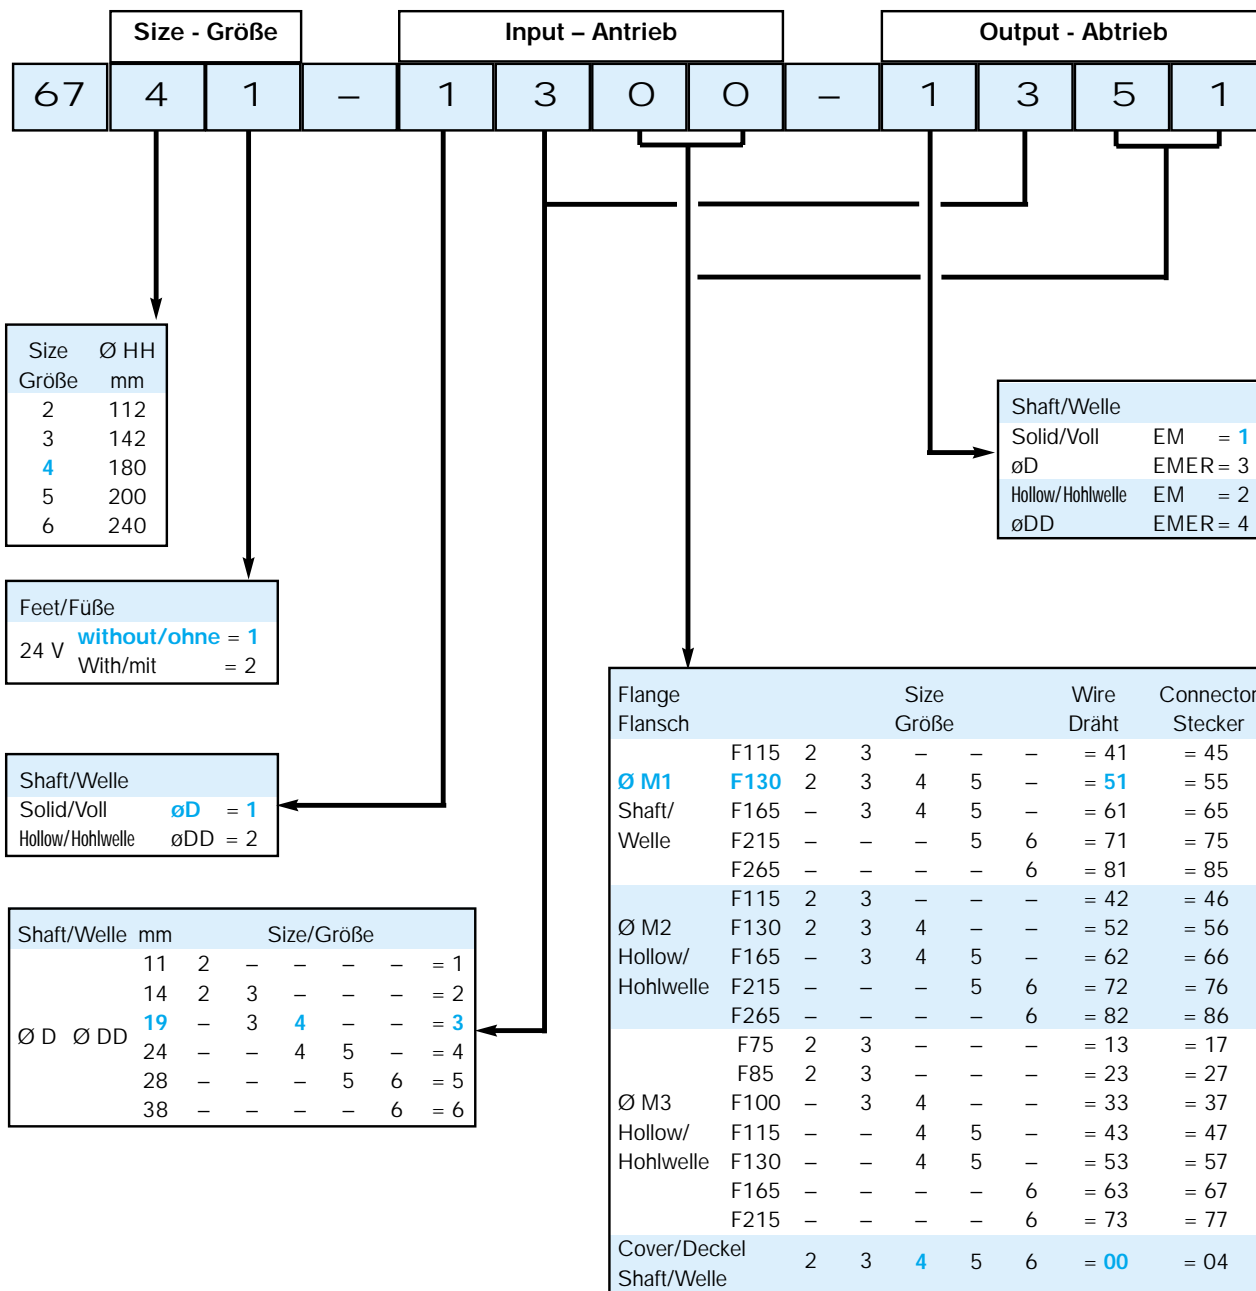 Size - Größe Input – Antrieb Output - Abtrieb
67 4 1 – 1 3 0 0 – 1 3 5 1
Size Ø HH
Größe mm
2 112
3 142
4 180
5 200
6 240
Shaft/Welle
Solid/Voll EM = 1
øD EMER = 3
Hollow/Hohlwelle EM = 2
øDD EMER = 4
Feet/Füße
24 V without/ohne = 1
With/mit = 2
Shaft/Welle
Solid/Voll øD = 1
Hollow/Hohlwelle øDD = 2
Shaft/Welle mm Size/Größe
11 2 – – – – = 1
14 2 3 – – – = 2
Ø D Ø DD 19 – 3 4 – – = 3
24 – – 4 5 – = 4
28 – – – 5 6 = 5
38 – – – – 6 = 6
Flange Size Wire Connector
Flansch Größe Dräht Stecker
F115 2 3 – – – = 41 = 45
Ø M1 F130 2 3 4 5 – = 51 = 55
Shaft/ F165 – 3 4 5 – = 61 = 65
Welle F215 – – – 5 6 = 71 = 75
F265 – – – – 6 = 81 = 85
F115 2 3 – – – = 42 = 46
Ø M2 F130 2 3 4 – – = 52 = 56
Hollow/ F165 – 3 4 5 – = 62 = 66
Hohlwelle F215 – – – 5 6 = 72 = 76
F265 – – – – 6 = 82 = 86
F75 2 3 – – – = 13 = 17
F85 2 3 – – – = 23 = 27
Ø M3 F100 – 3 4 – – = 33 = 37
Hollow/ F115 – – 4 5 – = 43 = 47
Hohlwelle F130 – – 4 5 – = 53 = 57
F165 – – – – 6 = 63 = 67
F215 – – – – 6 = 73 = 77
Cover/Deckel 2 3 4 5 6 = 00 = 04
Shaft/Welle